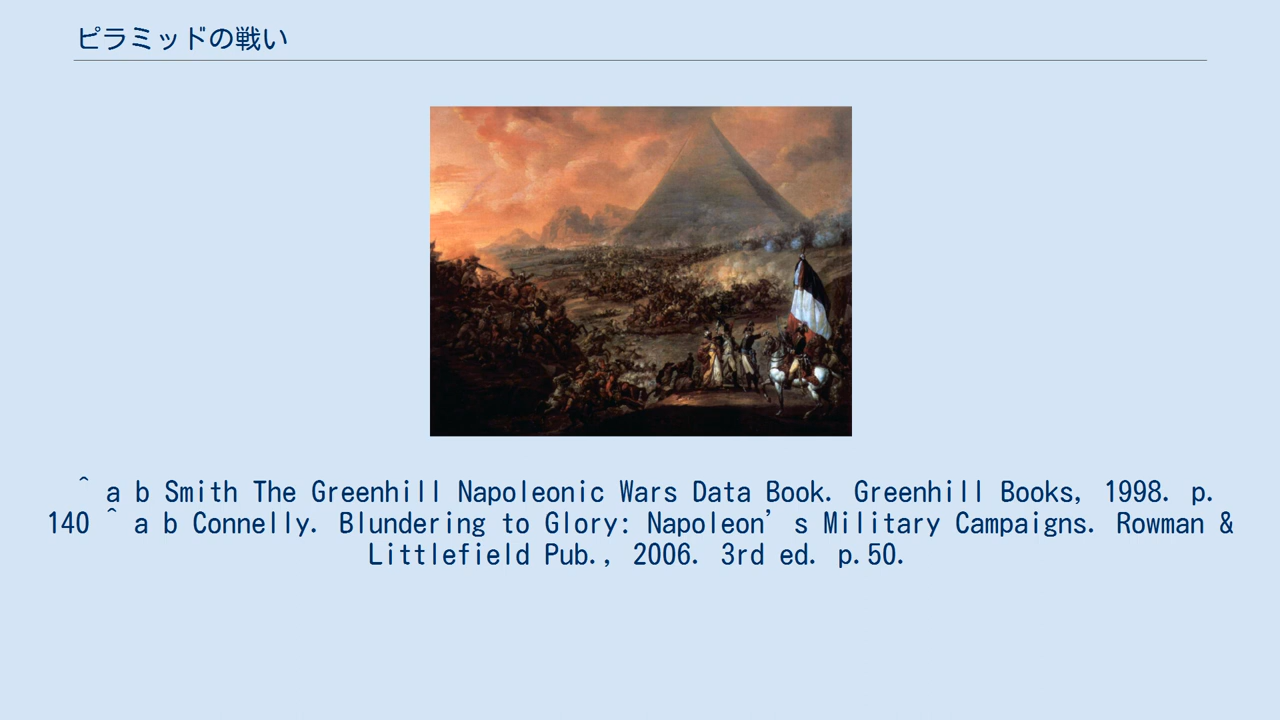 ピラミッドの戦い
^ a b Smith The Greenhill Napoleonic Wars Data Book. Greenhill Books, 1998. p.
140 ^ a b Connelly. Blundering to Glory: Napoleon’s Military Campaigns. Rowman &
Littlefield Pub., 2006. 3rd ed. p.50.